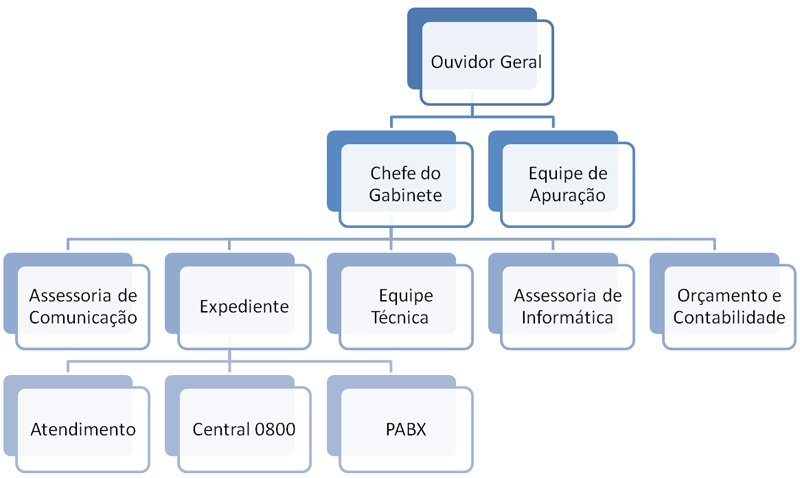 Ouvidor Geral
Chefe do
Gabinete
Equipe de
Apuração
Assessoria de
Comunicação
Expediente
Equipe
Técnica
Assessoria de
Informática
Orçamento e
Contabilidade
Atendimento
Central 0800
PABX